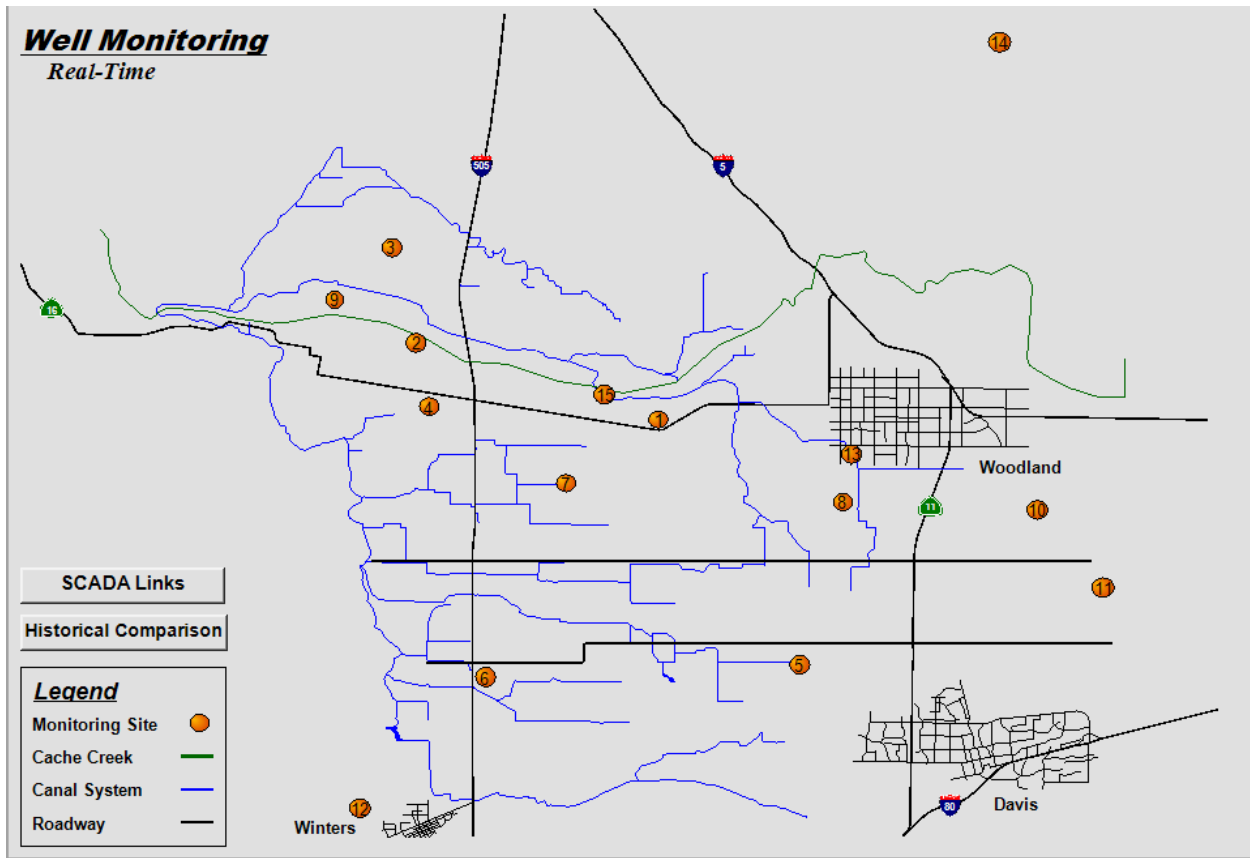 Well Monitoring
Real-Time
14
505
5
3
9
16
2
15
4
1
13
Woodland
7
8
11
10
SCADA Links
11
Historical Comparison
5
6
Legend
Monitoring Site
Cache Creek
Canal System
Roadway
12
Winters
80
Davis